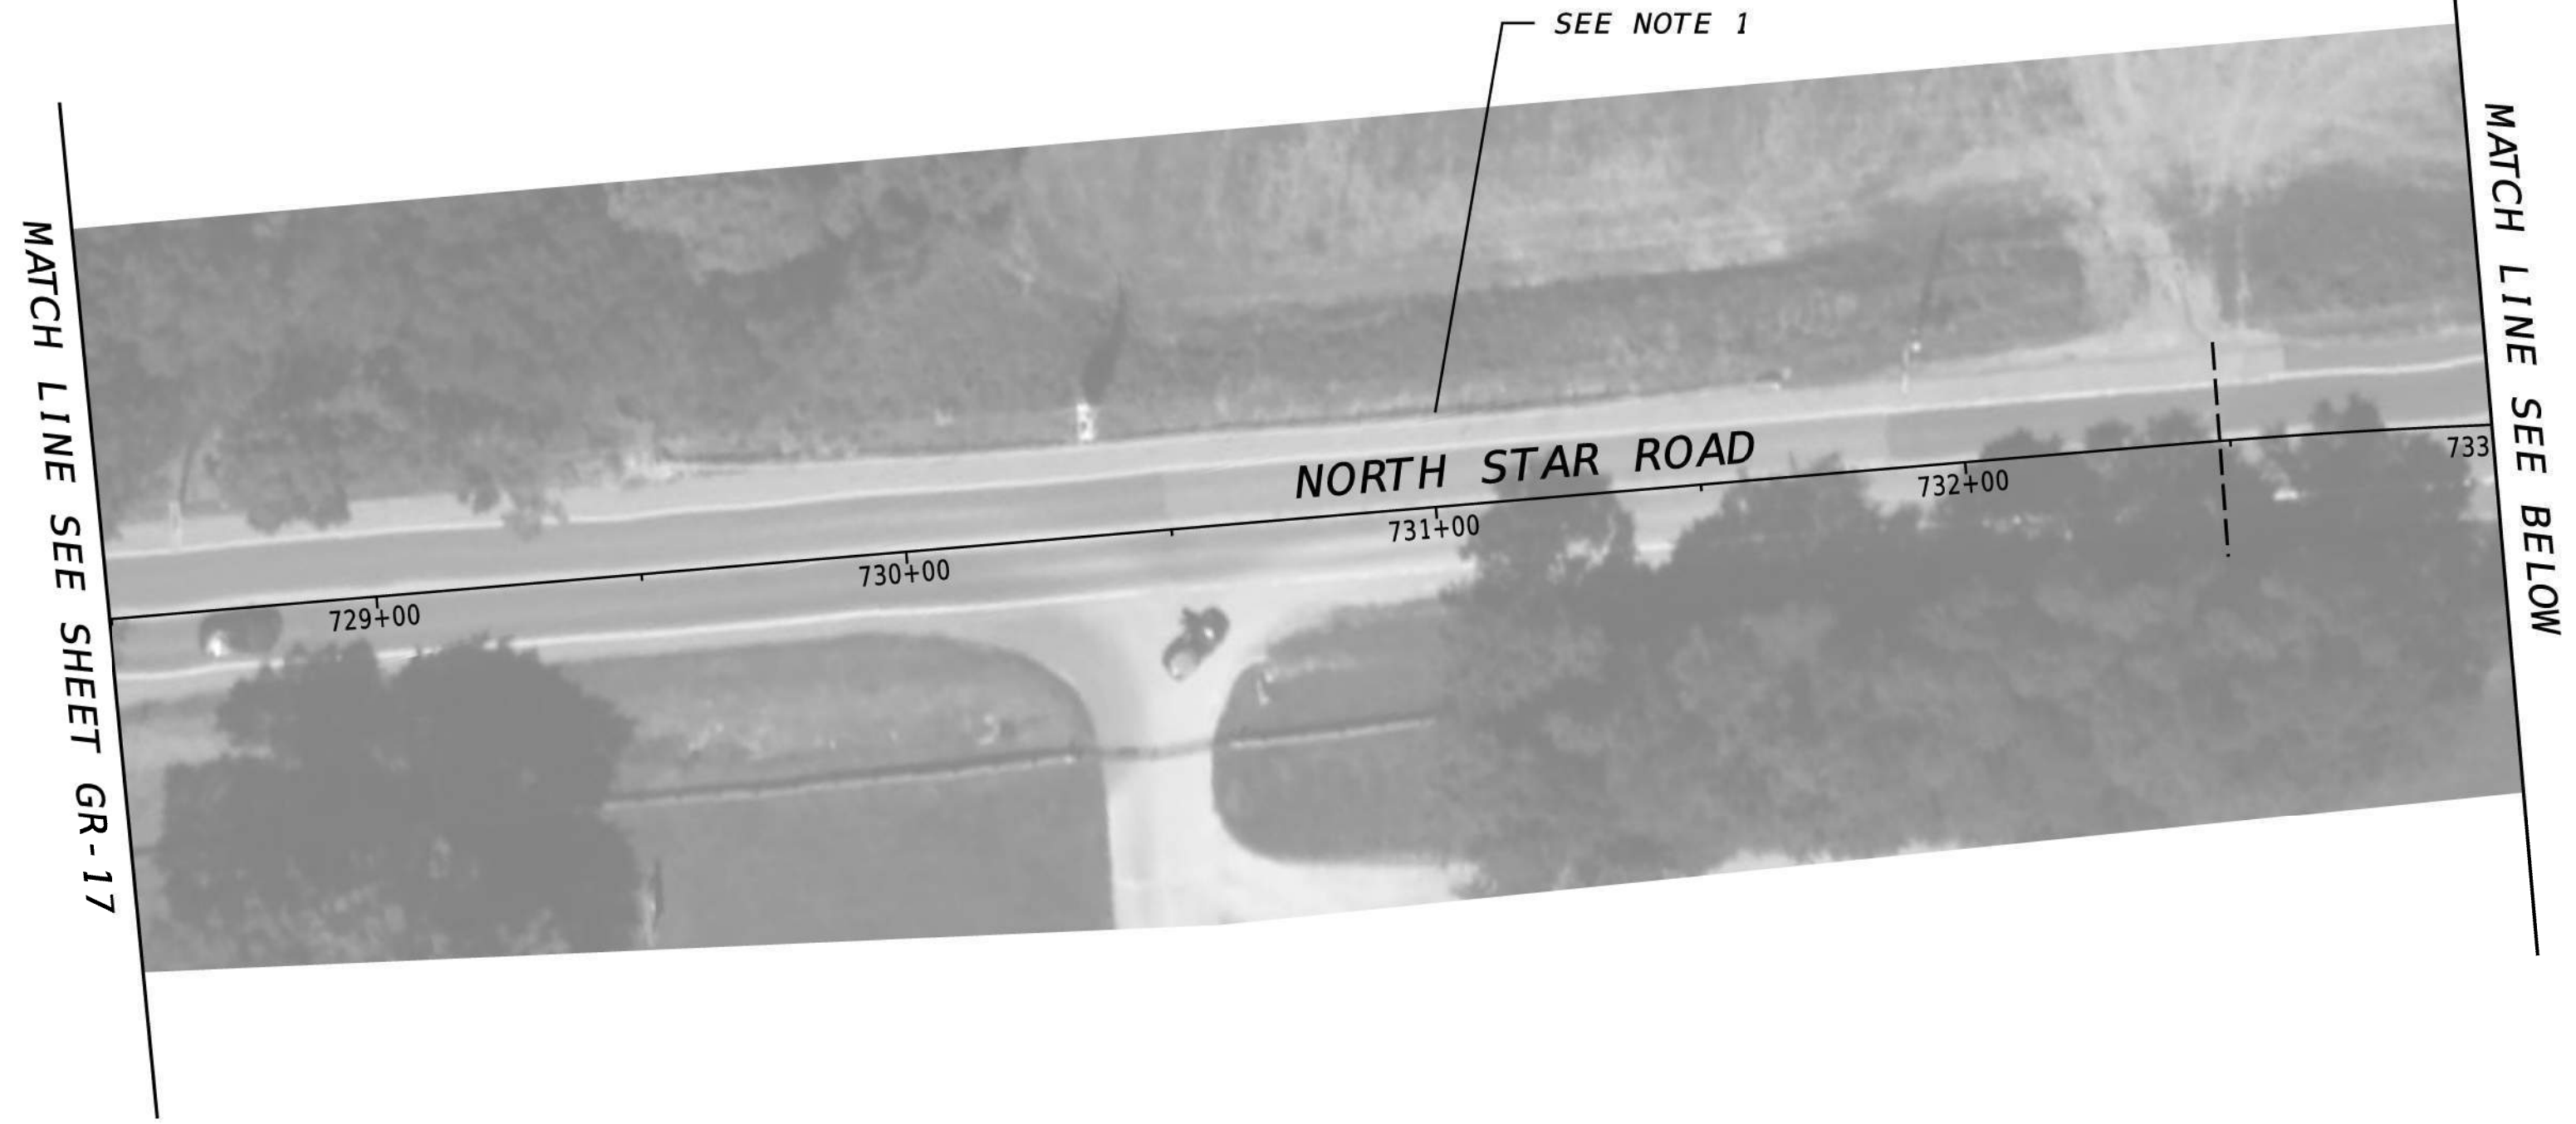 SEE NOTE 1
MATCH LINE SEE SHEET GR-17
NORTH STAR ROAD
729+00
730+00
731+00
732+00
733
MATCH LINE SEE BELOW